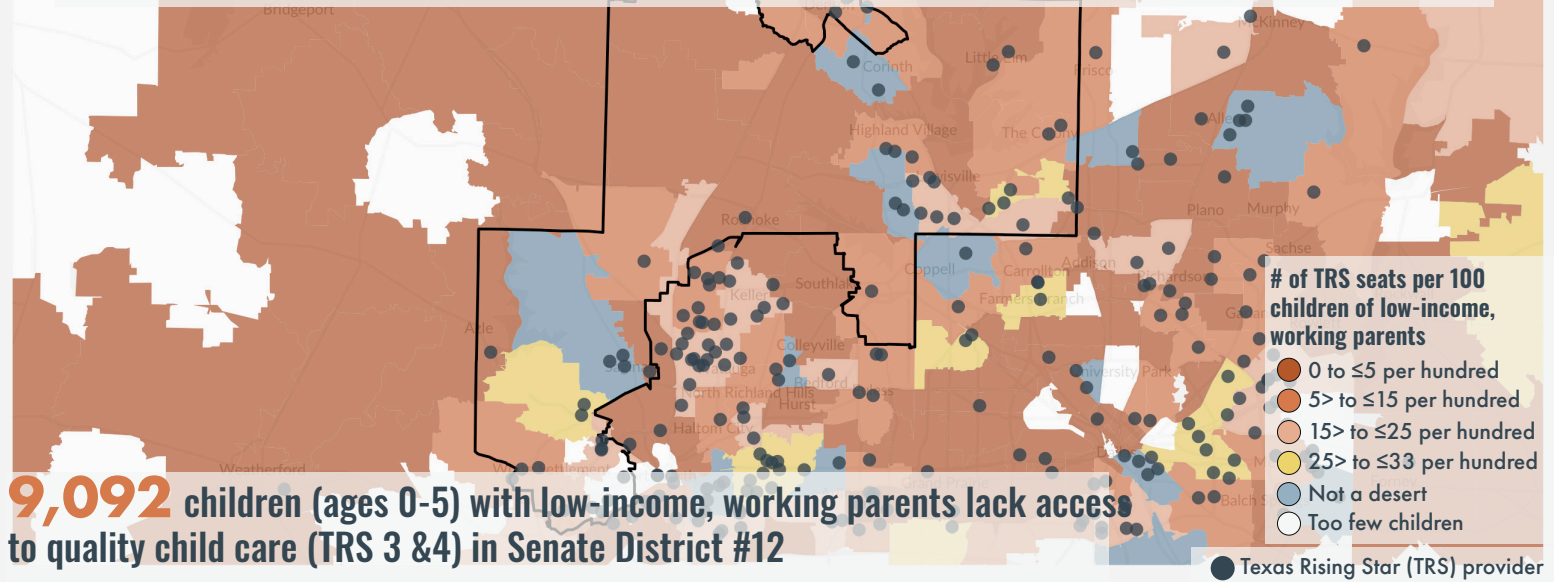 Bridgeport
McKinney
Little Elm
Corinth
Frisco
Highland Village
The Colony
Allen
Lewisville
Roanoke
Plano
Murphy
Sachse
Coppell
Carrollton
Addison
Richardson
Southlake
Keller
Farmers Branch
Azle
Colleyville
University Park
Bedford
North Richland Hills
Hurst
Haltom City
Weatherford
Grand Prairie
Balch
# of TRS seats per 100
children of low-income,
working parents
0 to ≤5 per hundred
5> to ≤15 per hundred
15> to ≤25 per hundred
25> to ≤33 per hundred
Not a desert
Too few children
9,092 children (ages 0-5) with low-income, working parents lack access
to quality child care (TRS 3 &4) in Senate District #12
Texas Rising Star (TRS) provider